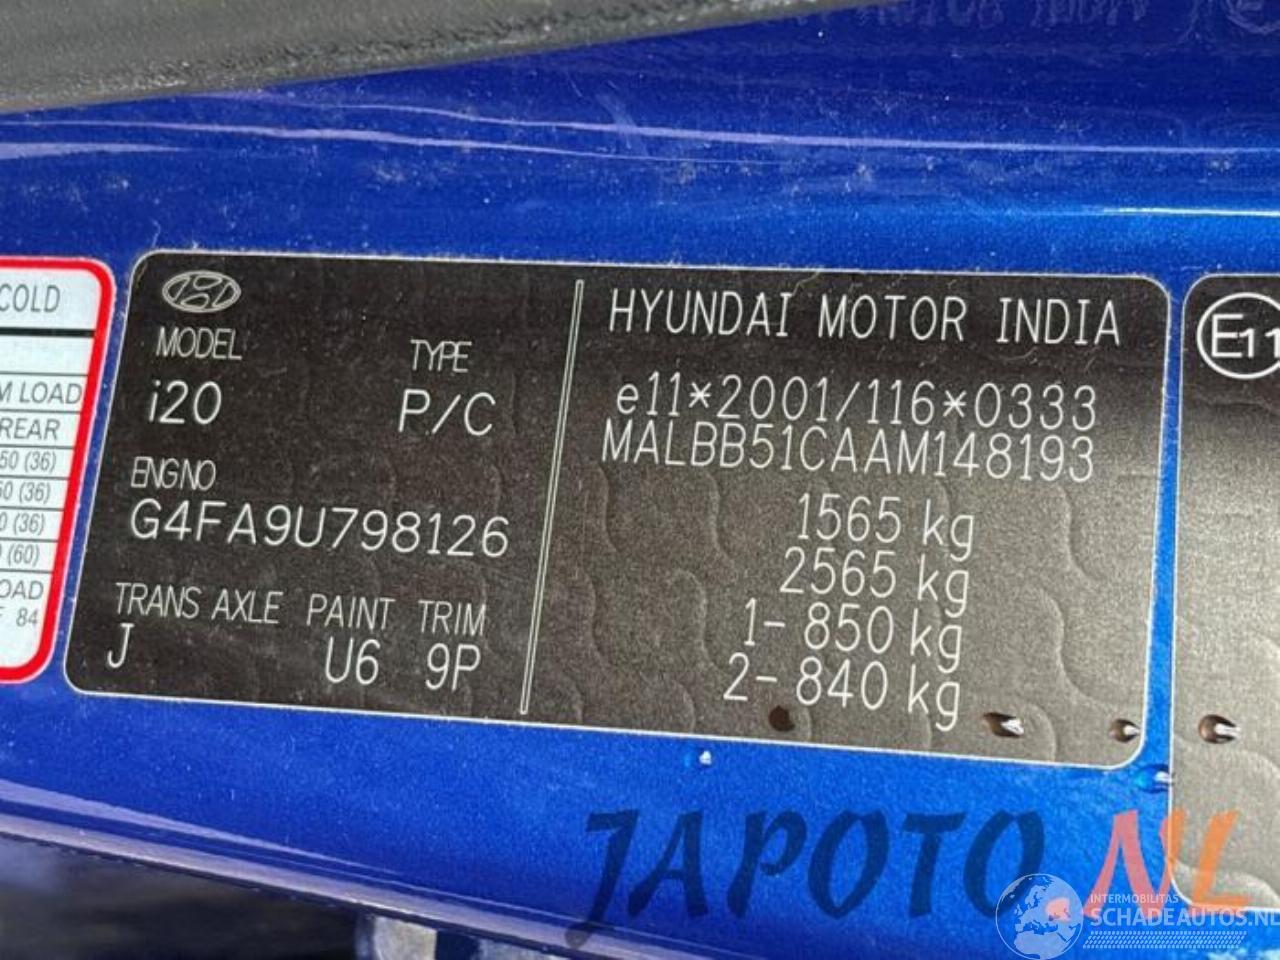 COLD
M LOAD
REAR
50 (36)
50 (36)
0 (36)
(60)
OAD
84
MODEL TYPE
i20 P/C
ENGNO
G4FA9U798126
TRANS AXLE PAINT TRIM
J U6 9P
HYUNDAI MOTOR INDIA
e11*2001/116*0333
MALBB51CAAM148193
1565 kg
2565 kg
1- 850 kg
2- 840 kg
E11
JAPOTO.NL
INTERMOBILITAS
SCHADEAUTOS.NL